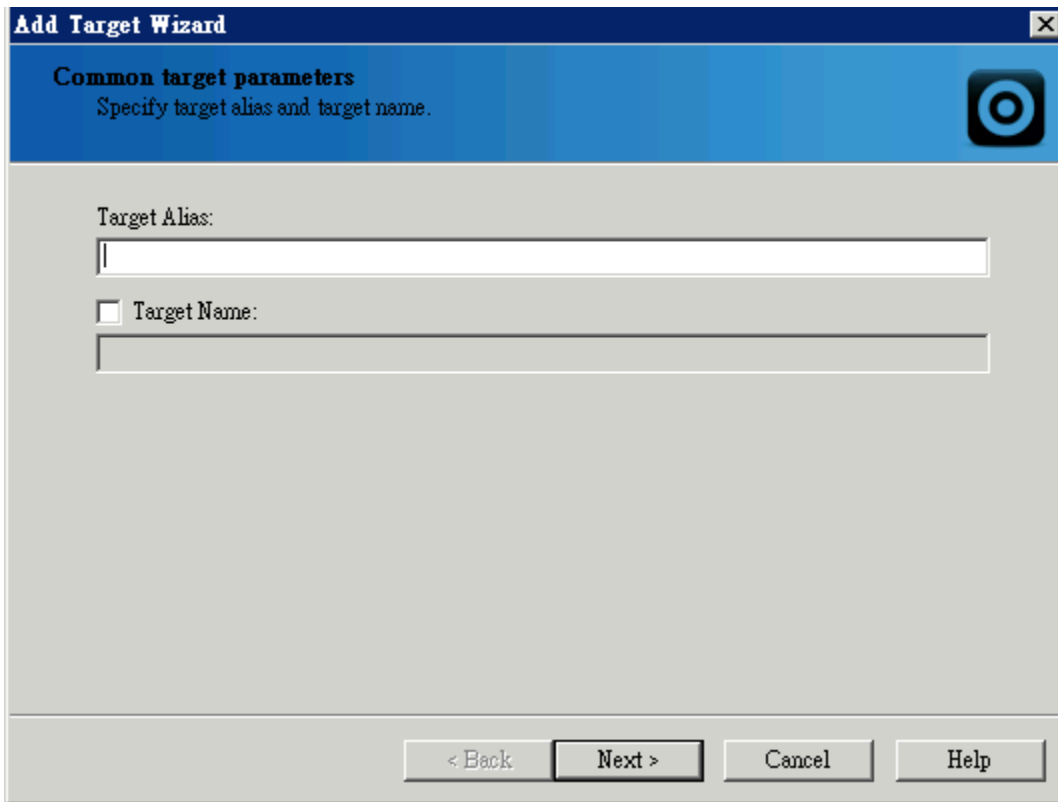 Add Target Wizard
Common target parameters
Specify target alias and target name.
Target Alias:
Target Name:
< Back
Next >
Cancel
Help